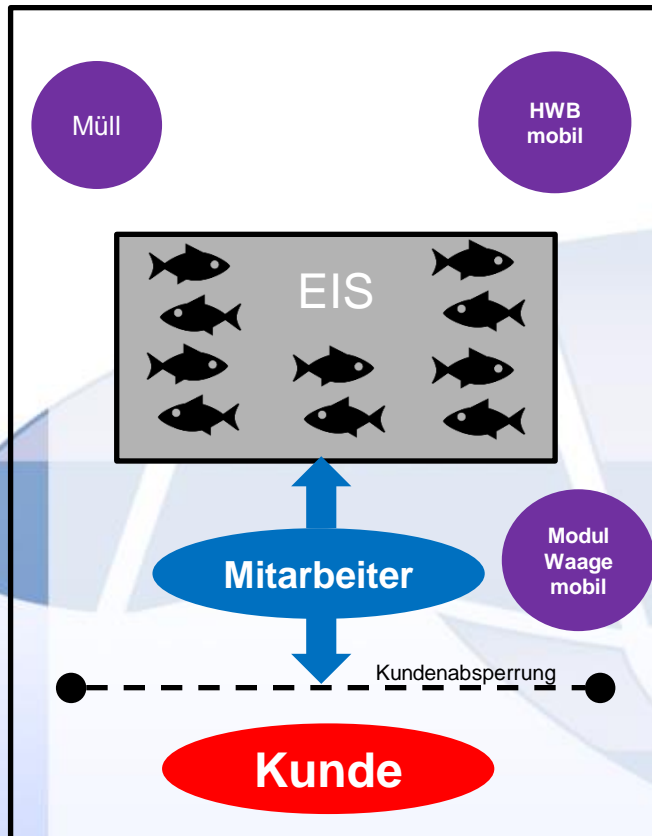 Müll
HWB
mobil
EIS
Mitarbeiter
Modul
Waage
mobil
Kundenabsperrung
Kunde